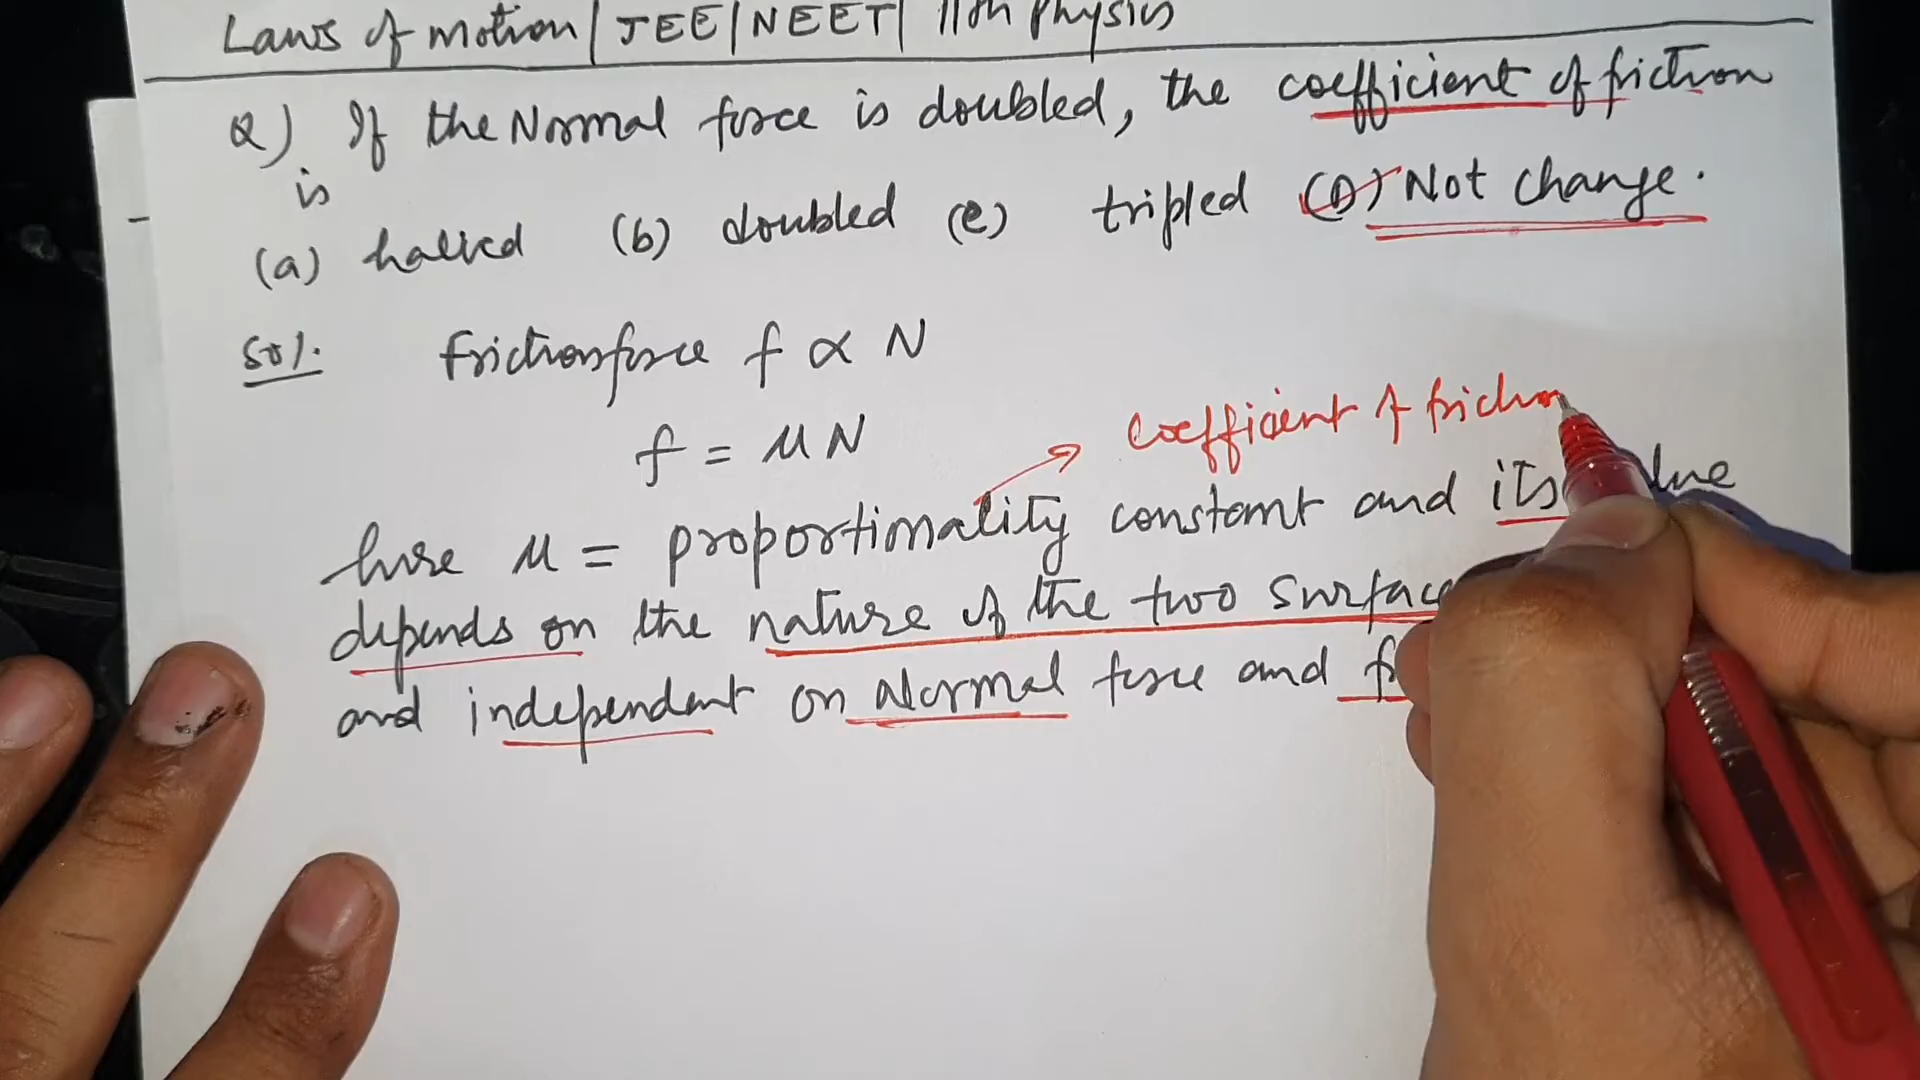 Laws of motion | JEE | NEET | 11th Physics
Q) If the Normal force is doubled, the coefficient of friction
is
(a) halved (b) doubled (c) tripled (D) Not change.
Sol. Friction force f ∝ N
f = μN
coefficient of friction
here μ = proportionality constant and its
depends on the nature of the two surface
and independent on Normal force and